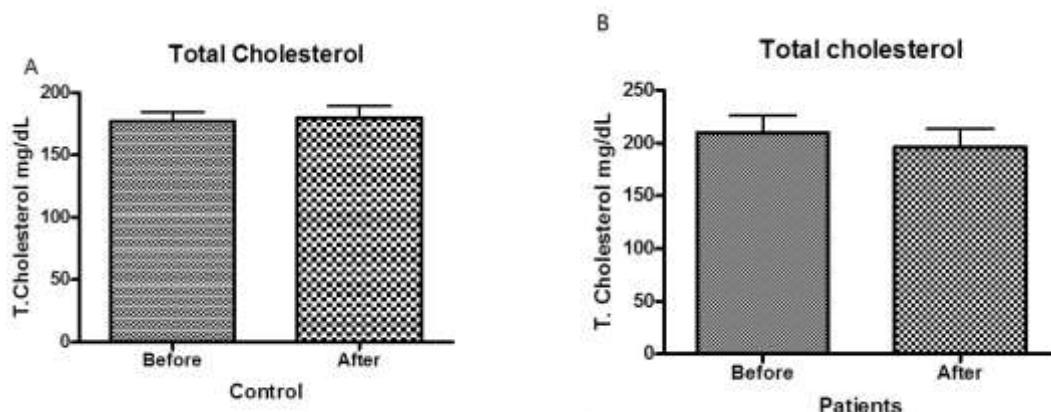 A
Total Cholesterol
T.Cholesterol mg/dL
200
150
100
50
0
Before After
Control
B
Total cholesterol
T. Cholesterol mg/dL
250
200
150
100
50
0
Before After
Patients